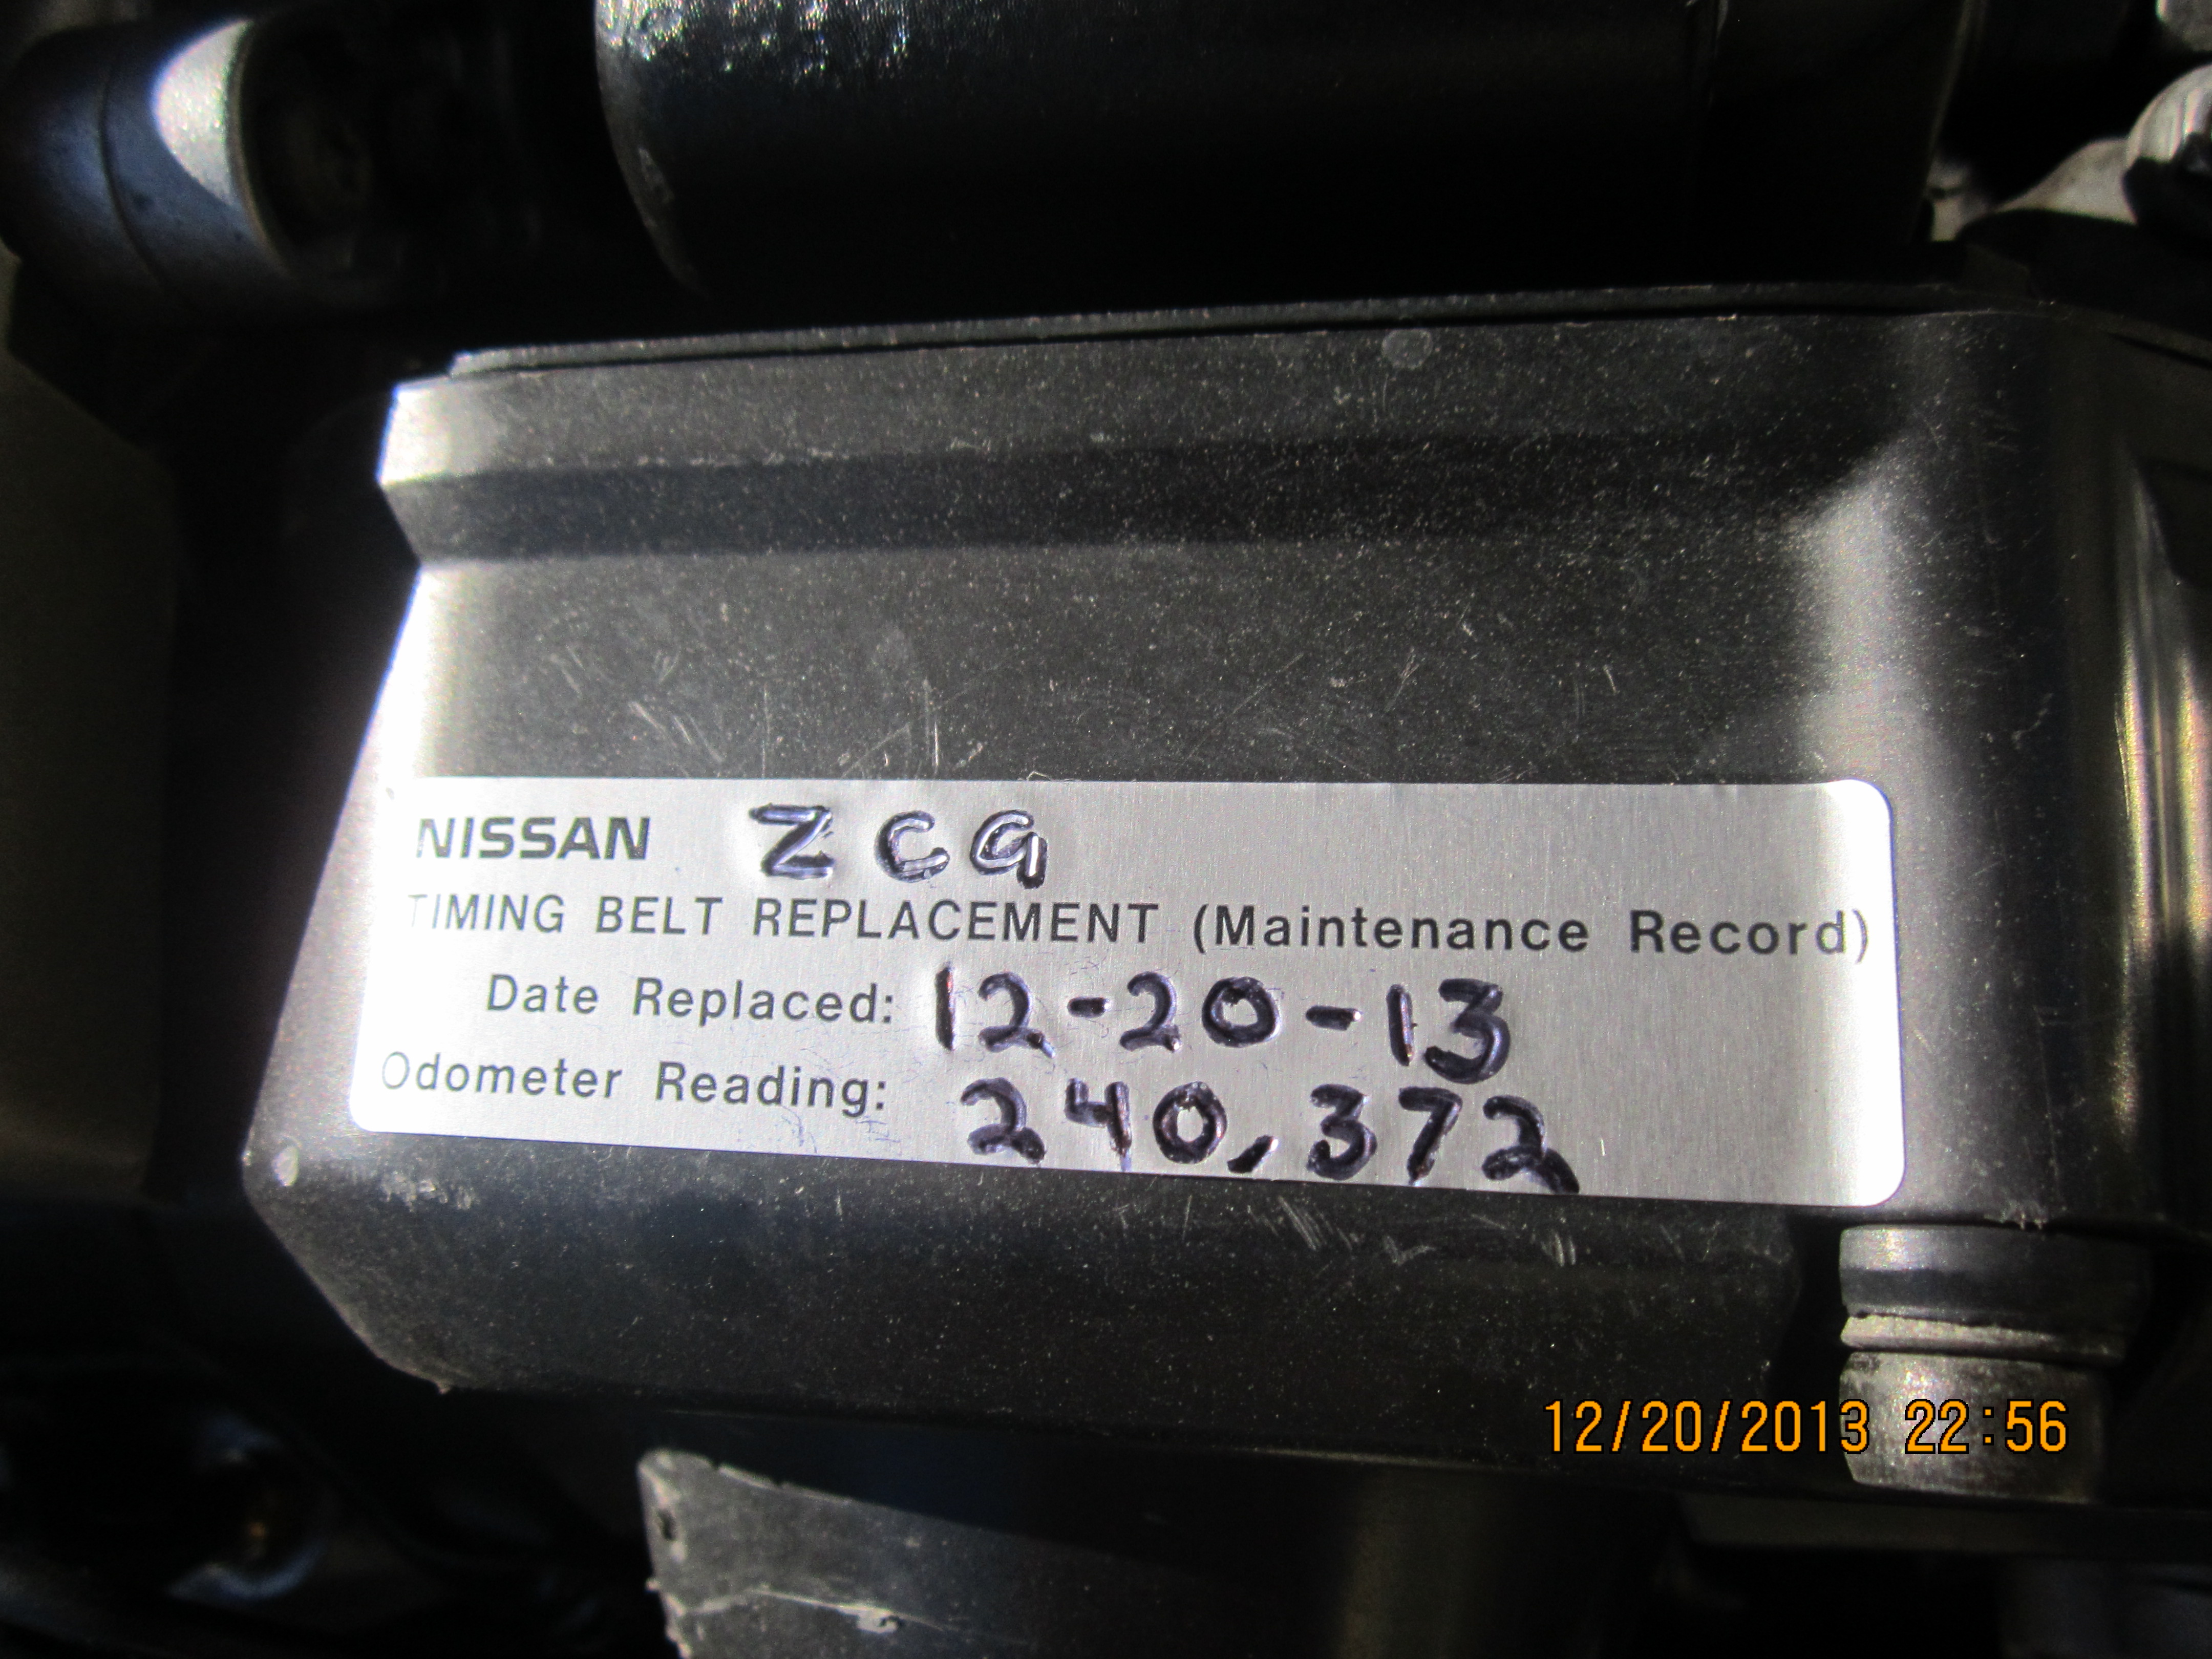 NISSAN ZCG
TIMING BELT REPLACEMENT (Maintenance Record)
Date Replaced: 12-20-13
Odometer Reading: 240,372
12/20/2013 22:56